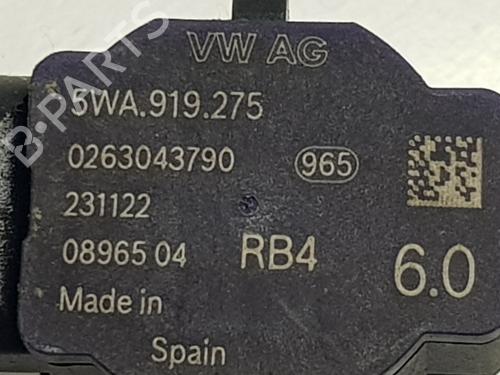 VW AG
5WA.919.275
0263043790 965
231122
08965 04 RB4 6.0
Made in
Spain
B-PARTS